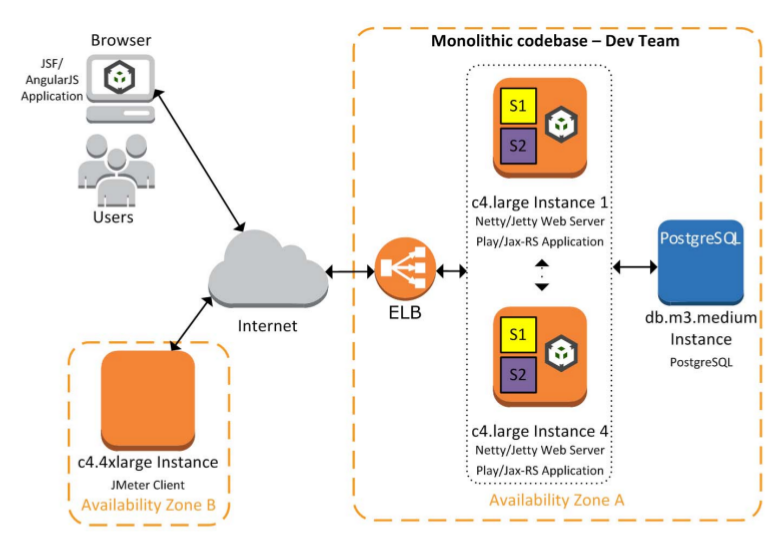 Browser
JSF/
AngularJS
Application
Users
Internet
c4.4xlarge Instance
JMeter Client
Availability Zone B
Monolithic codebase – Dev Team
ELB
S1
S2
c4.large Instance 1
Netty/Jetty Web Server
Play/Jax-RS Application
S1
S2
c4.large Instance 4
Netty/Jetty Web Server
Play/Jax-RS Application
PostgreSQL
db.m3.medium
Instance
PostgreSQL
Availability Zone A